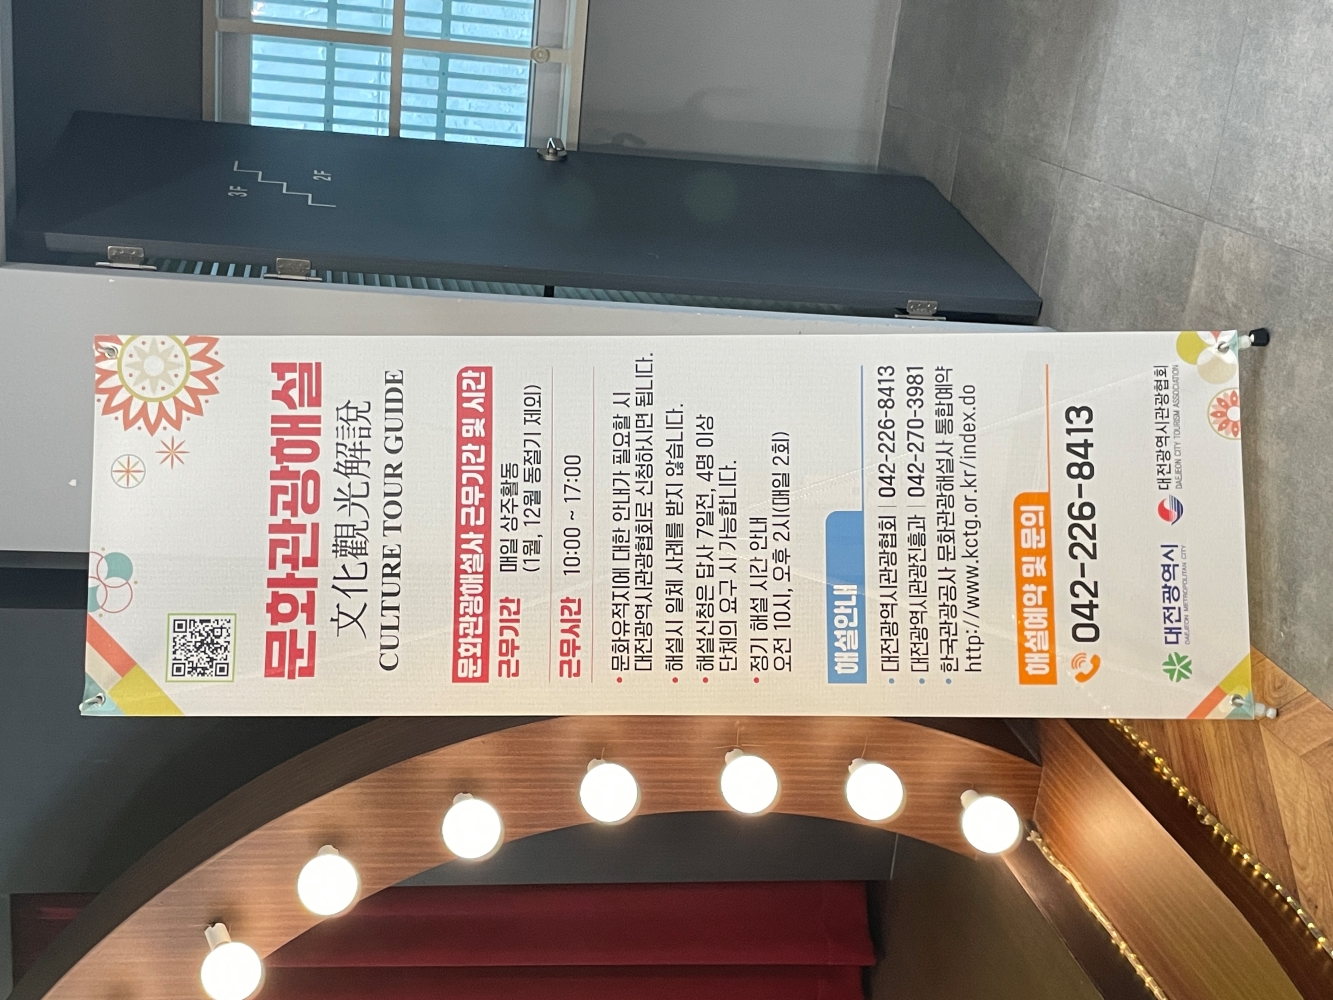 문화관광해설
文化觀光解說
CULTURE TOUR GUIDE
문화관광해설사 근무기간 및 시간
근무기간 매일 상주활동
(1월, 12월 동절기 제외)
근무시간 10:00 ~ 17:00
• 문화유적지에 대한 안내가 필요할 시
대전광역시관광협회로 신청하시면 됩니다.
• 해설시 일체 사례를 받지 않습니다.
• 해설신청은 답사 7일전, 4명 이상
단체의 요구 시 가능합니다.
• 정기 해설 시간 안내
오전 10시, 오후 2시(매일 2회)
해설안내
• 대전광역시관광협회 | 042-226-8413
• 대전광역시관광진흥과 | 042-270-3981
• 한국관광공사 문화관광해설사 통합예약
http://www.kctg.or.kr/index.do
해설예약 및 문의
042-226-8413
대전광역시 대전광역시관광협회
DAEJEON METROPOLITAN CITY DAEJEON CITY TOURISM ASSOCIATION
3F
2F